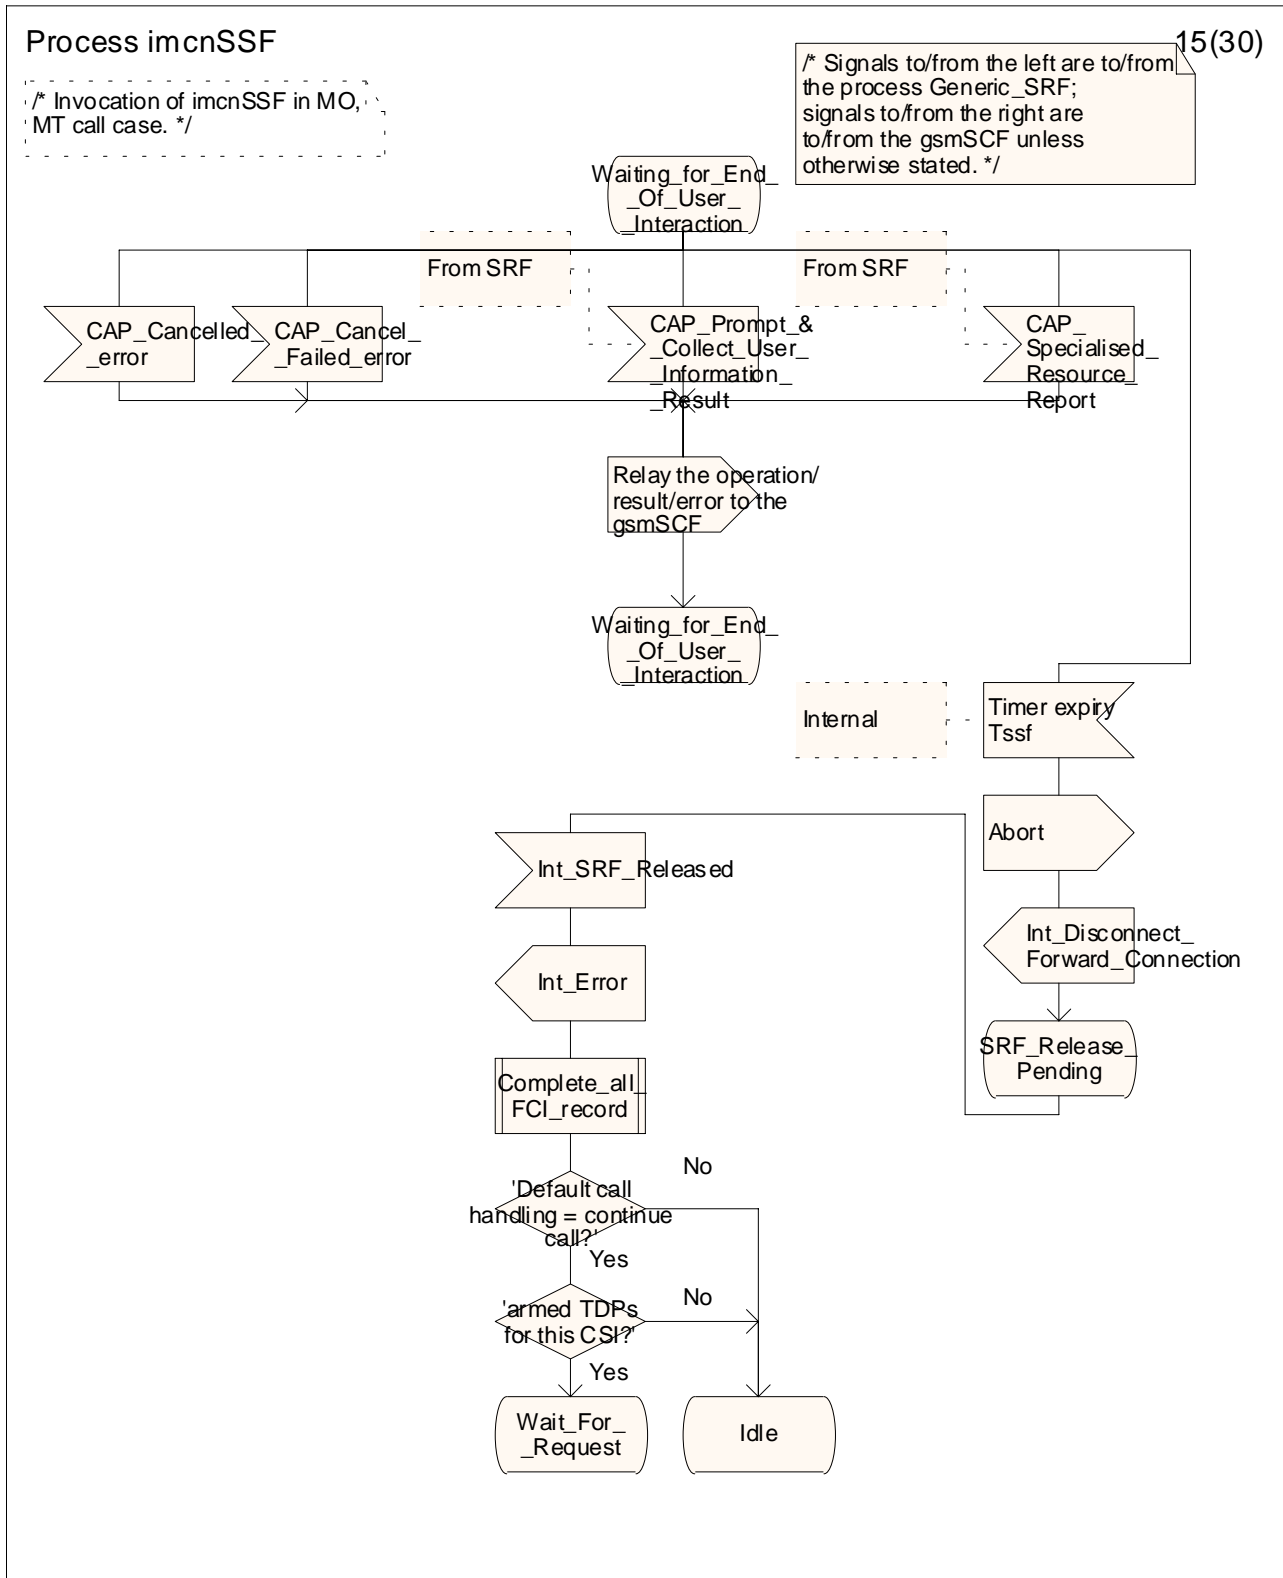 Process imcnSSF
15(30)
/* Invocation of imcnSSF in MO,
MT call case. */
/* Signals to/from the left are to/from
the process Generic_SRF;
signals to/from the right are
to/from the gsmSCF unless
otherwise stated. */
Waiting_for_End_
_Of_User_
_Interaction
From SRF
From SRF
CAP_Cancelled_
_error
CAP_Cancel_
_Failed_error
CAP_Prompt_&
_Collect_User_
_Information_
_Result
CAP_
Specialised_
Resource_
Report
Relay the operation/
result/error to the
gsmSCF
Waiting_for_End_
_Of_User_
_Interaction
Internal
Timer expiry
Tssf
Abort
Int_SRF_Released
Int_Disconnect_
Forward_Connection
Int_Error
SRF_Release_
Pending
Complete_all_
FCI_record
No
'Default call
handling = continue
call?'
Yes
No
'armed TDPs
for this CSI?'
Yes
Wait_For_
_Request
Idle